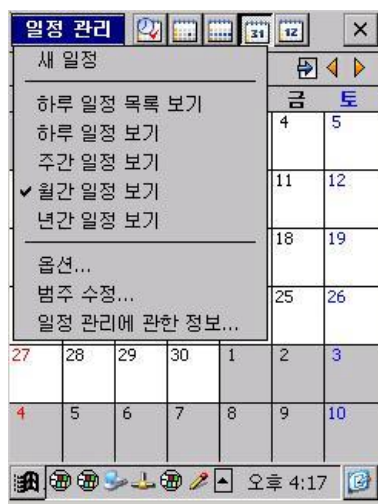 일정 관리
31
12
새 일정
하루 일정 목록 보기
하루 일정 보기
주간 일정 보기
월간 일정 보기
년간 일정 보기
옵션...
범주 수정...
일정 관리에 관한 정보...
금 토
4 5
11 12
18 19
25 26
27 28 29 30 1 2 3
4 5 6 7 8 9 10
오후 4:17